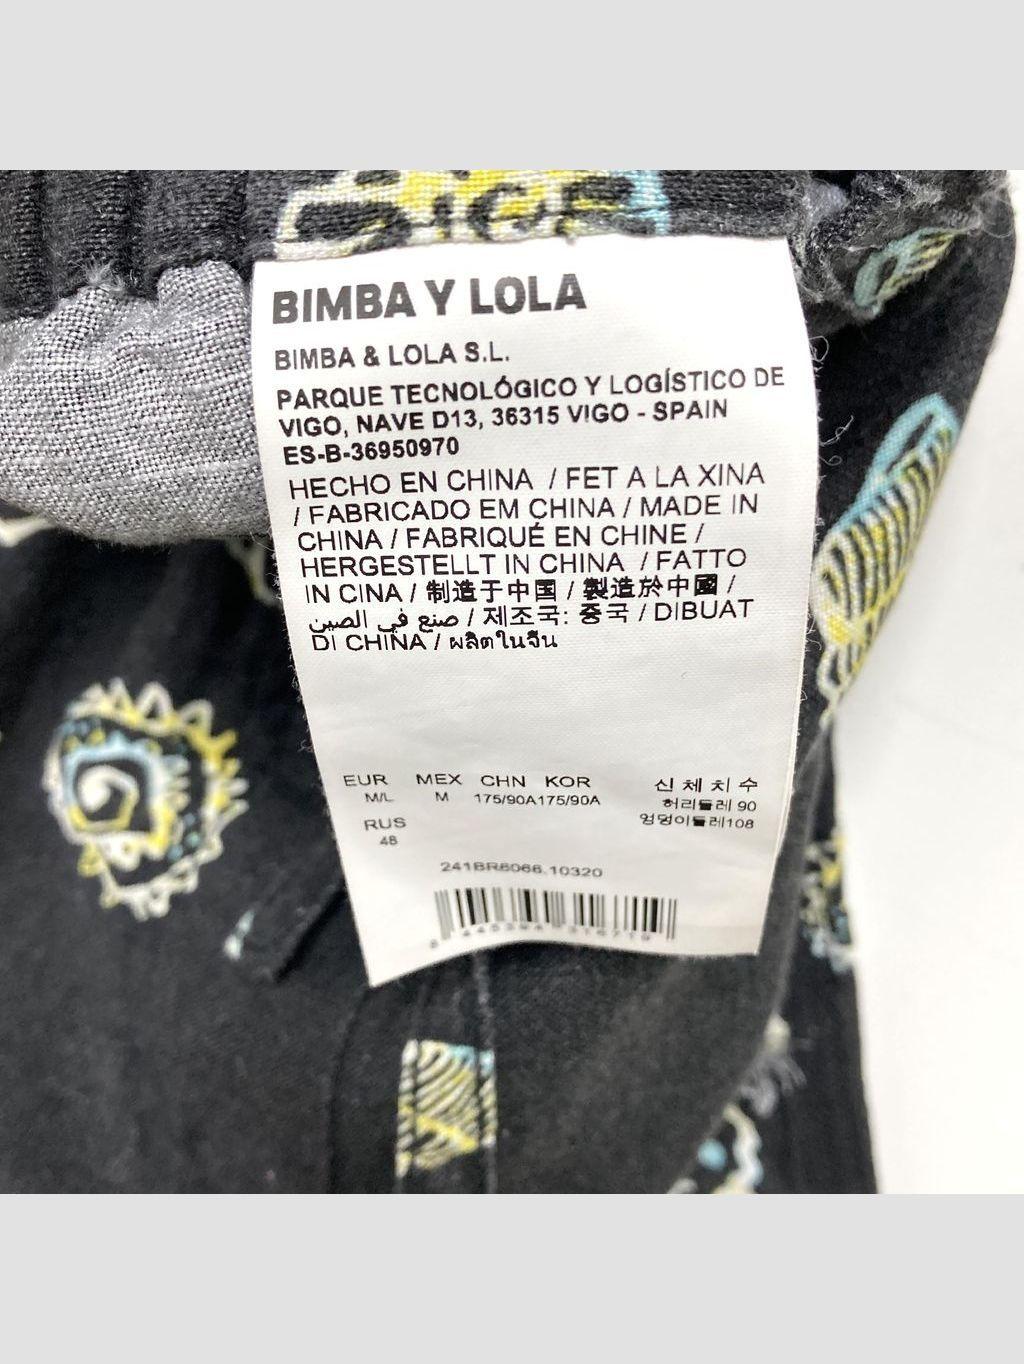 BIMBA Y LOLA
BIMBA & LOLA S.L.
PARQUE TECNOLÓGICO Y LOGÍSTICO DE
VIGO, NAVE D13, 36315 VIGO - SPAIN
ES-B-36950970
HECHO EN CHINA / FET A LA XINA
/ FABRICADO EM CHINA / MADE IN
CHINA / FABRIQUÉ EN CHINE /
HERGESTELLT IN CHINA / FATTO
IN CINA / 制造于中国 / 製造於中國 /
صنع في الصين / 제조국: 중국 / DIBUAT
DI CHINA / ผลิตในจีน
EUR MEX CHN KOR 신체치수
M/L M 175/90A175/90A 허리둘레 90
RUS 엉덩이둘레108
48
241BR6066.10320